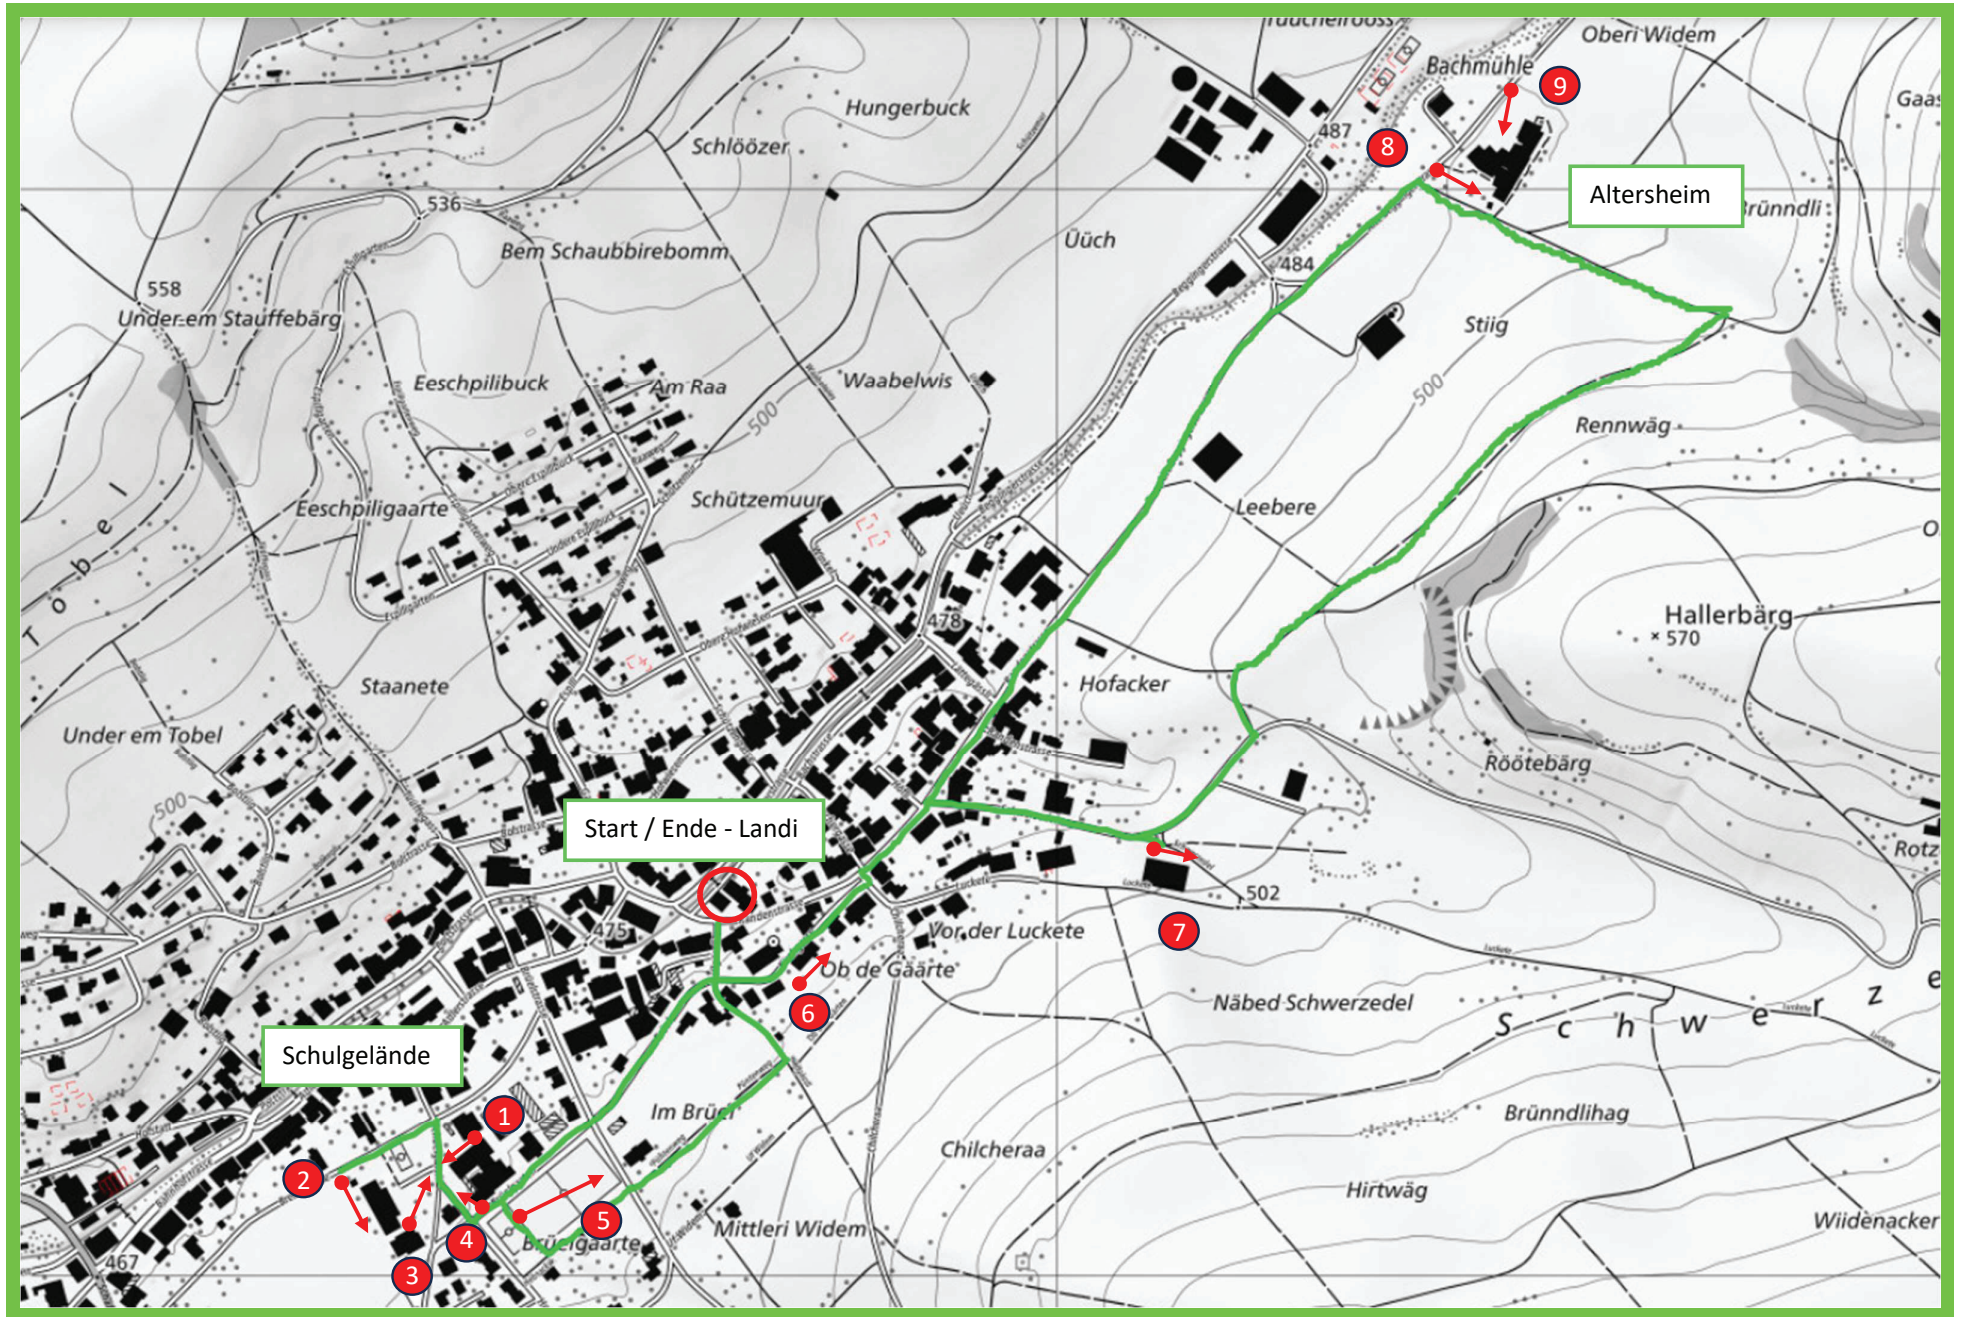 Oberi Widem
Bachmühle
9
Gaas
Hungerbuck
487
Schlöözer
8
Altersheim
536
Brünndli
Üüch
Bem Schaubbirebomm
484
558
Under em Stauffebärg
Stiig
Eeschpilibuck
Am Raa
Waabelwis
500
500
Rennwäg
Schützemuur
Eeschpiligaarte
Leebere
Tobel
Hallerbärg
570
478
Staanete
Hofacker
Under em Tobel
Röötebärg
500
Start / Ende - Landi
Rotz
Randenstrasse
502
475
Vor der Luckete
7
Ob de Gäärte
6
Näbed Schwerzedel
Schwerze
Schulgelände
Im Brüel
1
Brünndlihag
Chilcheraa
2
Hirtwäg
5
Mittleri Widem
Wiidenacker
4
Brüelgaarte
467
3